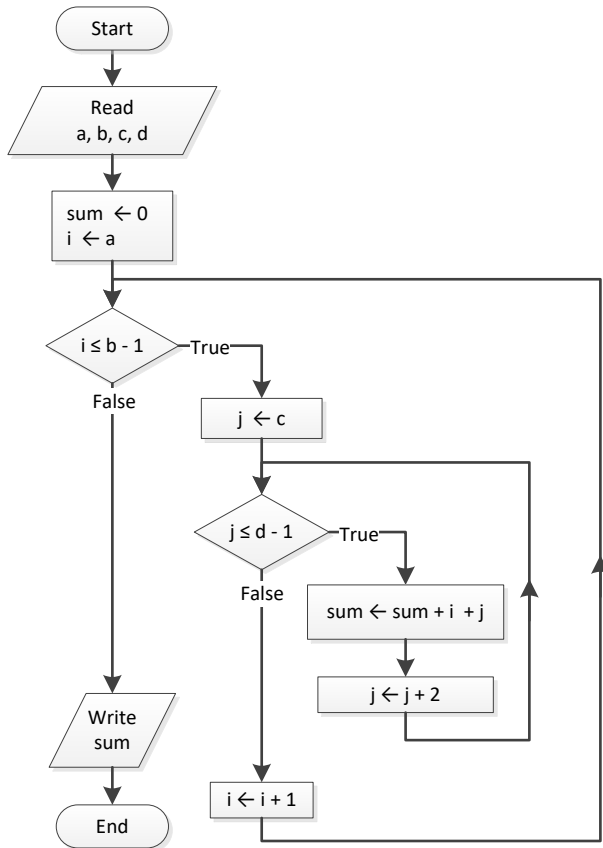 Start
Read
a, b, c, d
sum ← 0
i ← a
i ≤ b - 1
True
False
j ← c
j ≤ d - 1
True
False
sum ← sum + i + j
j ← j + 2
Write
sum
i ← i + 1
End